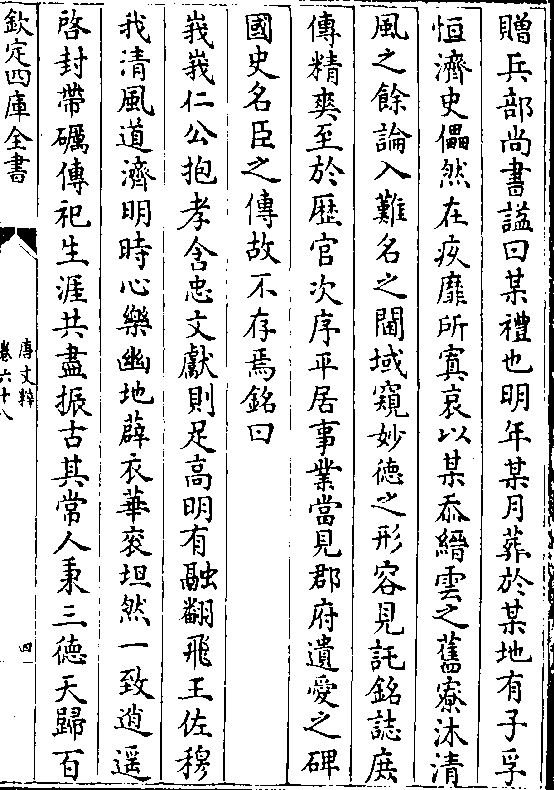 贈兵部尚書諡曰某禮也明年某月葬於某地有子孚
恒濟史儡然在疚靡所寘哀以某忝縉雲之舊寮沐清
風之餘論入難名之閫域窺妙徳之形容見託銘誌庶
傳精爽至於歴官次序平居事業當見郡府遺愛之碑
國史名臣之傳故不存焉銘曰
峩峩仁公抱孝含忠文獻則足高明有融翻飛王佐穆
我清風道濟明時心樂幽地薜衣華衮坦然一致逍遥
啓封帶礪傳祀生涯共盡振古其常人秉三徳天歸百
欽定四庫全書
唐文粹
卷六十八
四